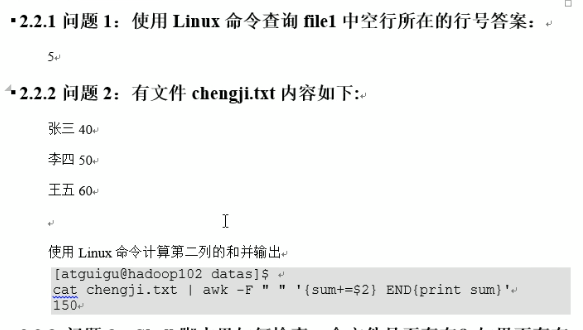 2.2.1 问题 1：使用 Linux 命令查询 file1 中空行所在的行号答案：
5
2.2.2 问题 2：有文件 chengji.txt 内容如下:
张三 40
李四 50
王五 60
使用 Linux 命令计算第二列的和并输出
[atguigu@hadoop102 datas]$
cat chengji.txt | awk -F " " '{sum+=$2} END{print sum}'
150